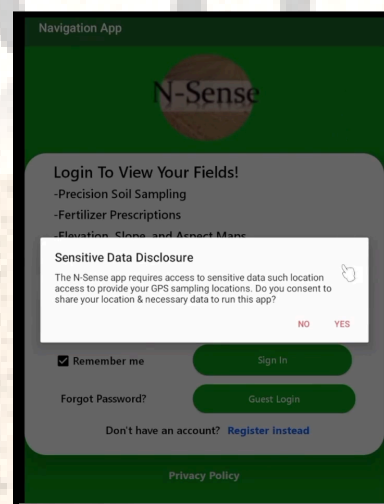 Navigation App
N-Sense
Login To View Your Fields!
-Precision Soil Sampling
-Fertilizer Prescriptions
-Elevation, Slope, and Aspect Maps
Sensitive Data Disclosure
The N-Sense app requires access to sensitive data such location
access to provide your GPS sampling locations. Do you consent to
share your location & necessary data to run this app?
NO YES
Remember me Sign In
Forgot Password? Guest Login
Don't have an account? Register instead
Privacy Policy